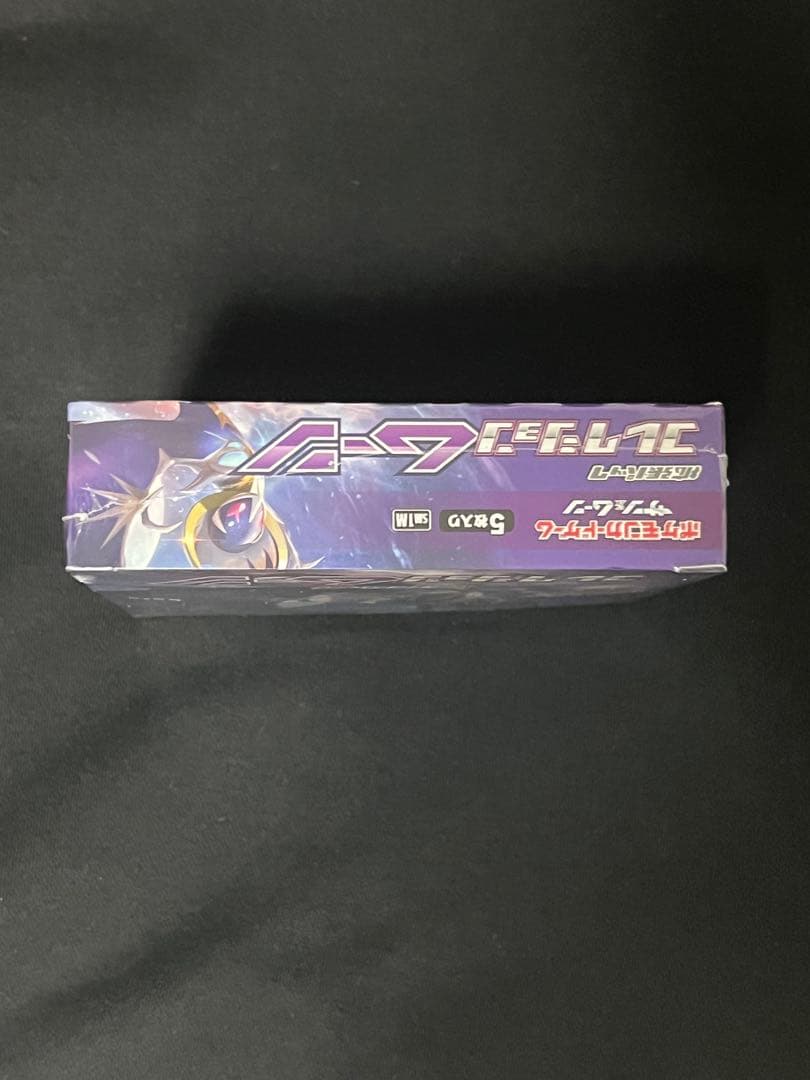 ポケモンカードゲーム
サン&ムーン
5枚入り
SM1M
拡張パック
コレクション ムーン